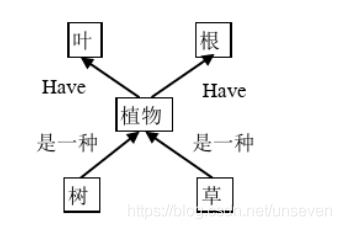 叶 根
Have Have
植物
是一种 是一种
树 草
https://blog.csdn.net/unseven